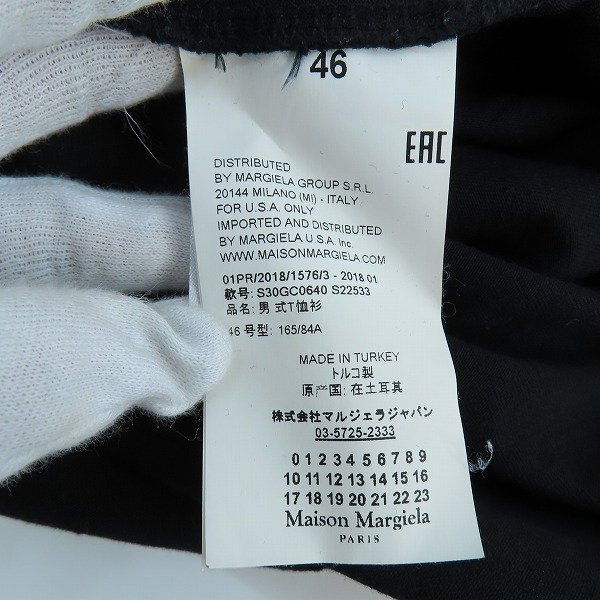 46
EAC
DISTRIBUTED
BY MARGIELA GROUP S.R.L.
20144 MILANO (MI) - ITALY
FOR U.S.A. ONLY
IMPORTED AND DISTRIBUTED
BY MARGIELA U.S.A. Inc.
WWW.MAISONMARGIELA.COM
01PR/2018/1576/3 - 2018 01
款号: S30GC0640 S22533
品名: 男式T恤衫
46 号型: 165/84A
MADE IN TURKEY
トルコ製
原产国: 在土耳其
株式会社マルジェラジャパン
03-5725-2333
0 1 2 3 4 5 6 7 8 9
10 11 12 13 14 15 16
17 18 19 20 21 22 23
Maison Margiela
PARIS